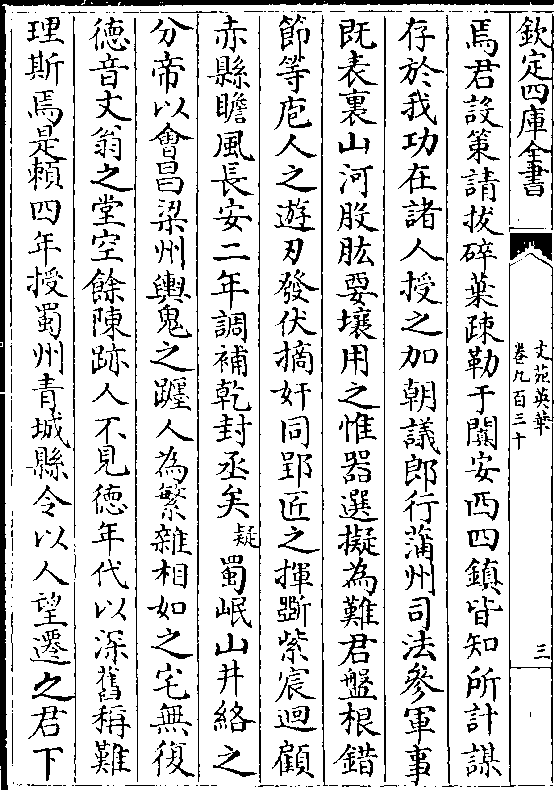 欽定四庫全書
文苑英華
卷九百三十
三
焉君設策請拔碎葉疎勒于闐安西四鎮皆知所計謀
存於我功在諸人授之加朝議郎行蒲州司法參軍事
既表裏山河股肱要壤用之惟器選擬為難君盤根錯
節等庖人之遊刃發伏擿奸同郢匠之揮斲紫宸迴顧
赤縣瞻風長安二年調補乾封丞矣疑蜀岷山井絡之
分帝以會昌梁州輿鬼之躔人為繁雜相如之宅無復
德音丈翁之堂空餘陳跡人不見德年代以深舊稱難
理斯焉是賴四年授蜀州青城縣令以人望遷之君下